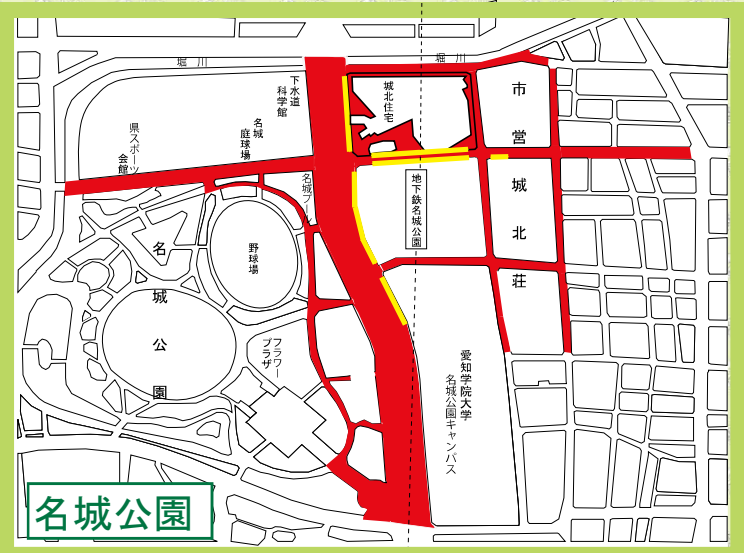 堀川
堀川
下水道
科学館
城北住宅
市営城北荘
名城
庭球場
県スポーツ
会館
名城プール
地下鉄名城公園
野球場
名城公園
フラワー
プラザ
愛知学院大学
名城公園キャンパス
名城公園